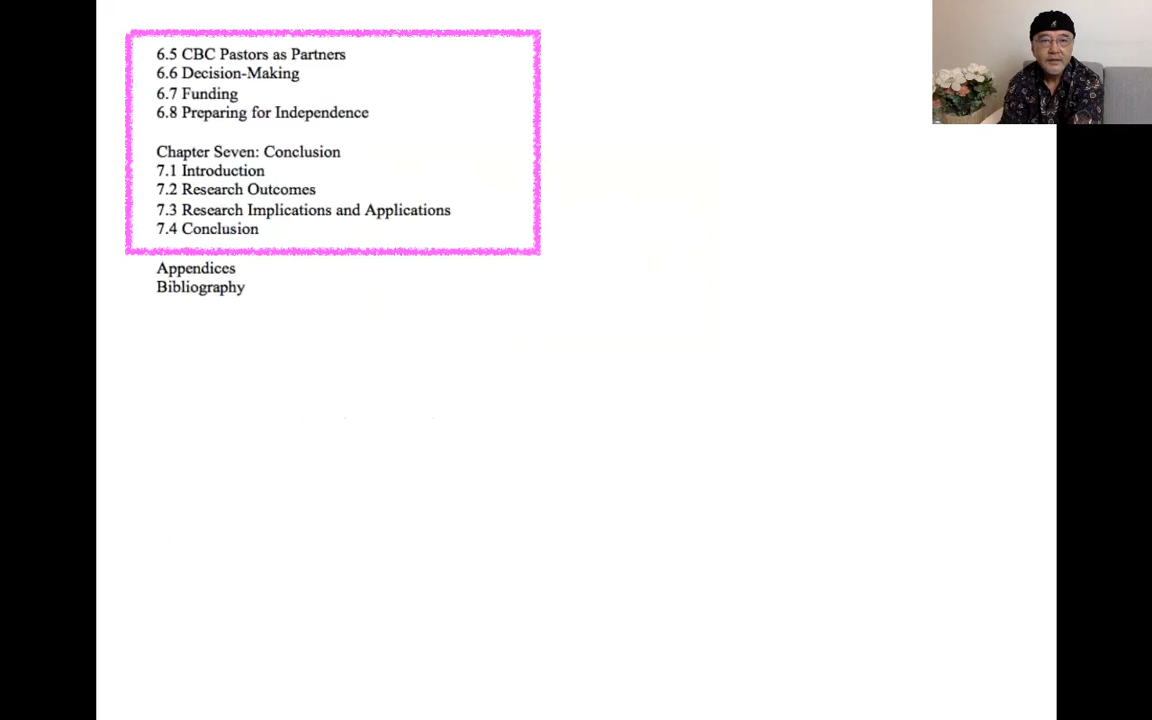 6.5 CBC Pastors as Partners
6.6 Decision-Making
6.7 Funding
6.8 Preparing for Independence
Chapter Seven: Conclusion
7.1 Introduction
7.2 Research Outcomes
7.3 Research Implications and Applications
7.4 Conclusion
Appendices
Bibliography